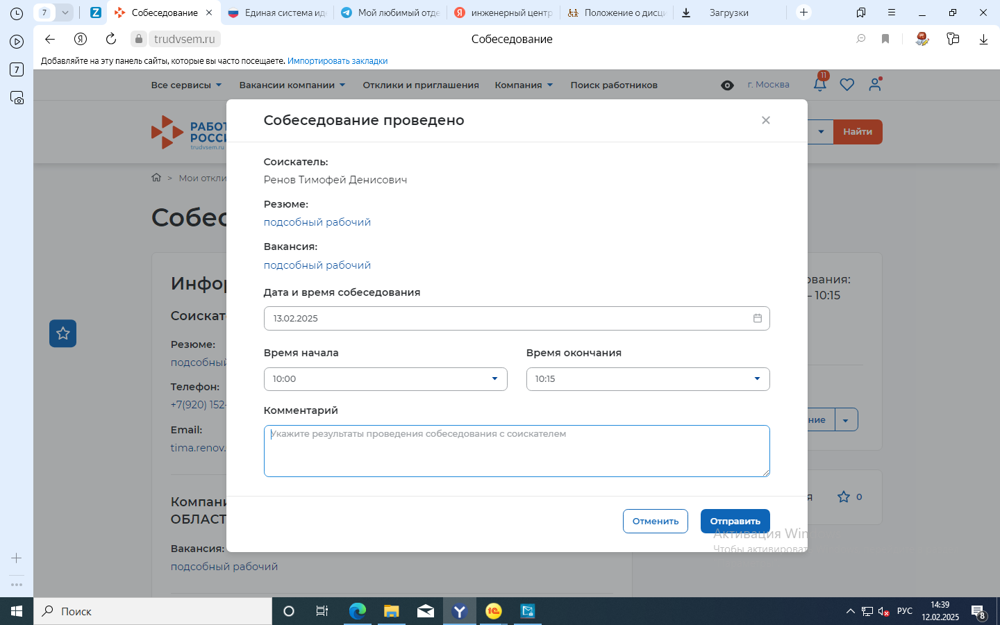 7
Собеседование
Единая система иде
Мой любимый отде
инженерный центр
Положение о дисци
Загрузки
trudvsem.ru
Собеседование
7
Добавляйте на эту панель сайты, которые вы часто посещаете. Импортировать закладки
Все сервисы
Вакансии компании
Отклики и приглашения
Компания
Поиск работников
г. Москва
11
РАБОТ
РОССИ
trudvsem.ru
Найти
> Мои откли
Собес
Собеседование проведено
Соискатель:
Ренов Тимофей Денисович
Резюме:
подсобный рабочий
Вакансия:
подсобный рабочий
Дата и время собеседования
13.02.2025
Время начала
10:00
Время окончания
10:15
Комментарий
Укажите результаты проведения собеседования с соискателем
Отменить
Отправить
Инфор
Соискат
Резюме:
подсобный
Телефон:
+7(920) 152-
Email:
tima.renov.
Компани
ОБЛАСТ
Вакансия:
подсобный рабочий
ования:
– 10:15
ние
я
0
Активация Win
Чтобы активироват
Поиск
РУС
14:39
12.02.2025
8